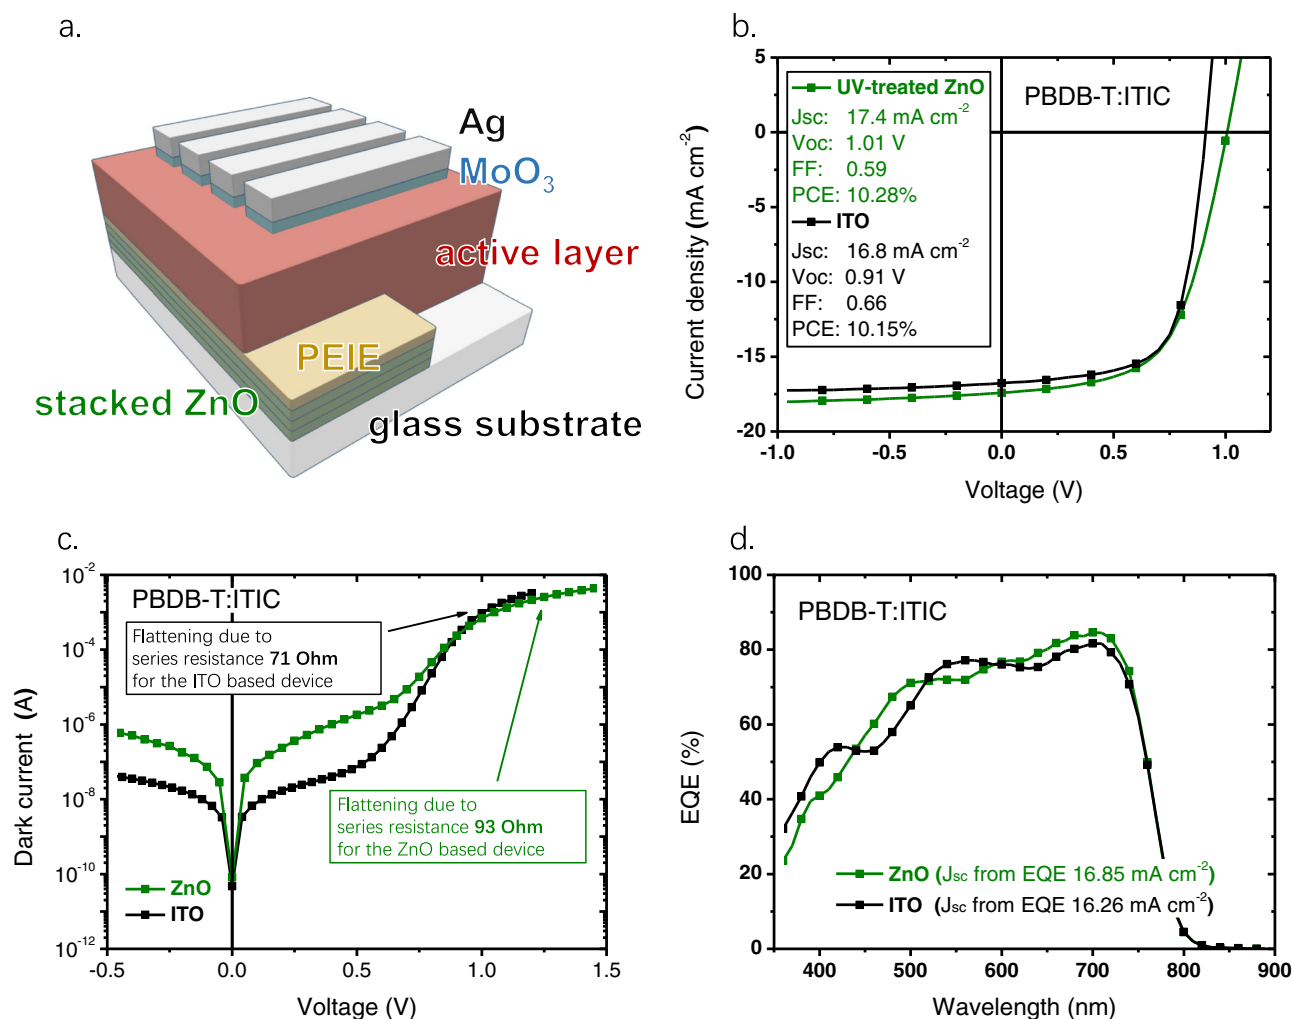 a.
Ag
MoO3
active layer
PEIE
stacked ZnO
glass substrate
b.
PBDB-T:ITIC
UV-treated ZnO
Jsc: 17.4 mA cm-2
Voc: 1.01 V
FF: 0.59
PCE: 10.28%
ITO
Jsc: 16.8 mA cm-2
Voc: 0.91 V
FF: 0.66
PCE: 10.15%
5
0
-5
-10
-15
-20
-1.0 -0.5 0.0 0.5 1.0
Current density (mA cm-2)
Voltage (V)
c.
PBDB-T:ITIC
Flattening due to
series resistance 71 Ohm
for the ITO based device
Flattening due to
series resistance 93 Ohm
for the ZnO based device
ZnO
ITO
10-2
10-4
10-6
10-8
10-10
10-12
-0.5 0.0 0.5 1.0 1.5
Dark current (A)
Voltage (V)
d.
PBDB-T:ITIC
ZnO (Jsc from EQE 16.85 mA cm-2)
ITO (Jsc from EQE 16.26 mA cm-2)
100
80
60
40
20
0
400 500 600 700 800 900
EQE (%)
Wavelength (nm)